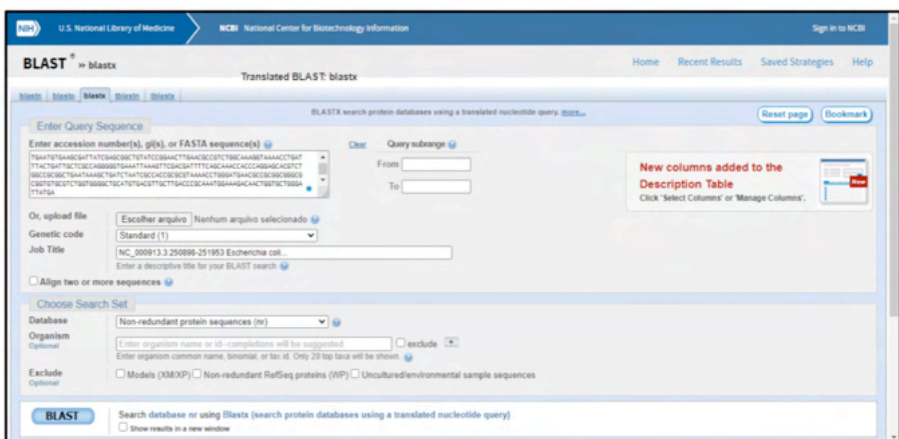 NIH U.S. National Library of Medicine NCBI National Center for Biotechnology Information Sign in to NCBI
BLAST ® » blastx Home Recent Results Saved Strategies Help
Translated BLAST: blastx
blastn blastp blastx tblastn tblastx
BLASTX search protein databases using a translated nucleotide query. more...
Reset page Bookmark
Enter Query Sequence
Enter accession number(s), gi(s), or FASTA sequence(s) Clear Query subrange
From
To
New columns added to the
Description Table
Click 'Select Columns' or 'Manage Columns'.
New
Or, upload file Escolher arquivo Nenhum arquivo selecionado
Genetic code Standard (1)
Job Title NC_000913.3:250898-251953 Escherichia coli...
Enter a descriptive title for your BLAST search
Align two or more sequences
Choose Search Set
Database Non-redundant protein sequences (nr)
Organism
Optional
Enter organism name or id--completions will be suggested exclude +
Enter organism common name, binomial, or tax id. Only 20 top taxa will be shown.
Exclude
Optional
Models (XM/XP) Non-redundant RefSeq proteins (WP) Uncultured/environmental sample sequences
BLAST Search database nr using Blastx (search protein databases using a translated nucleotide query)
Show results in a new window